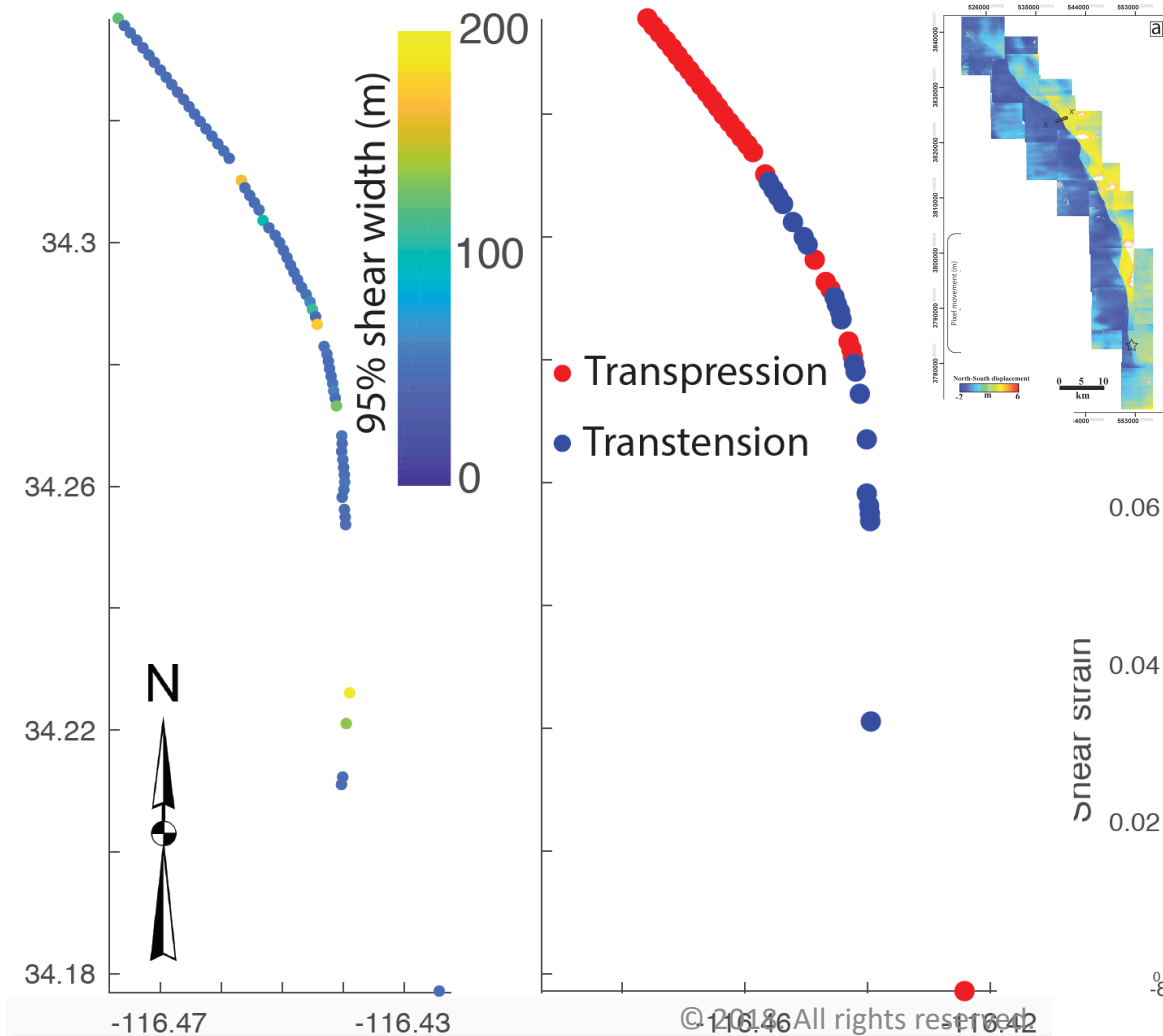 200
95% shear width (m)
100
0
34.3
34.26
34.22
34.18
-116.47
-116.43
N
Transpression
Transtension
-116.46
-116.42
© 2018. All rights reserved.
a
526000
535000
544000
553000
3840000
3830000
3820000
3810000
3800000
3790000
3780000
X
X'
Pixel movement (m)
North-South displacement
-2
m
6
0 5 10
km
553000
0.06
0.04
0.02
Shear strain
0